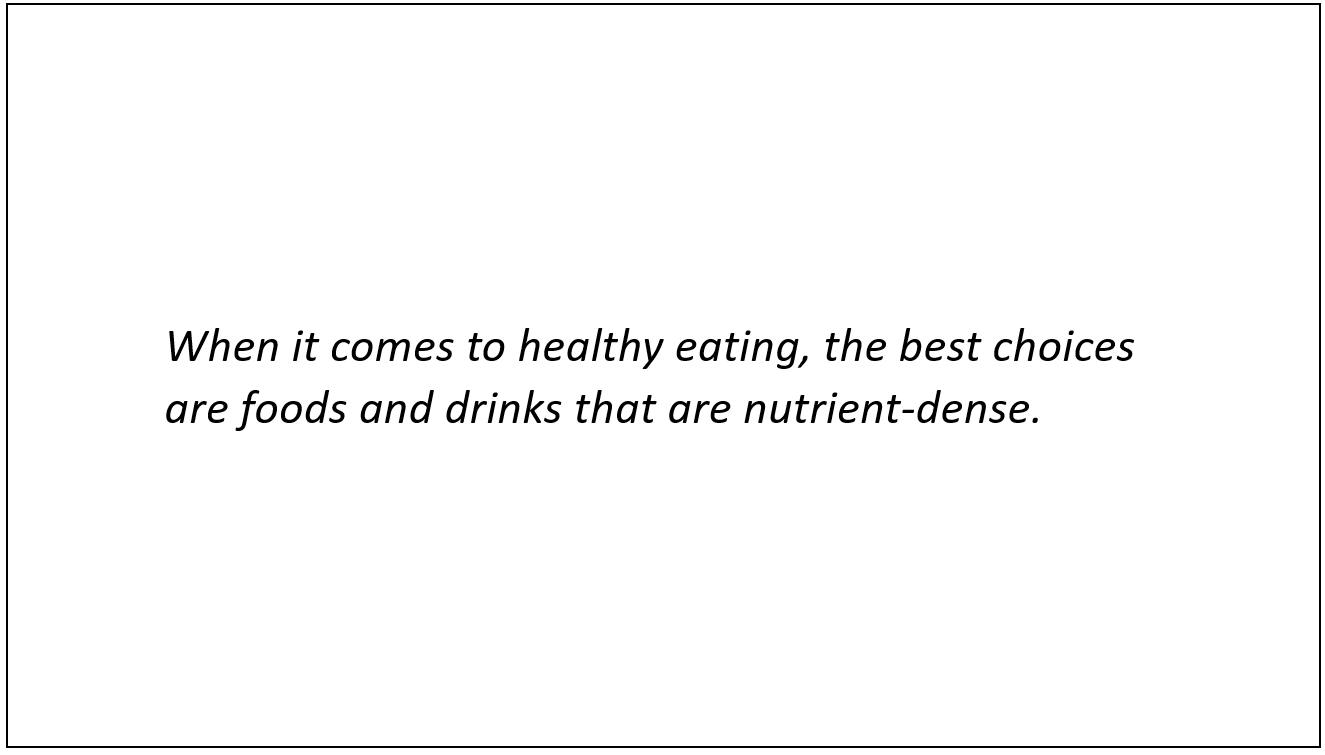 When it comes to healthy eating, the best choices
are foods and drinks that are nutrient-dense.